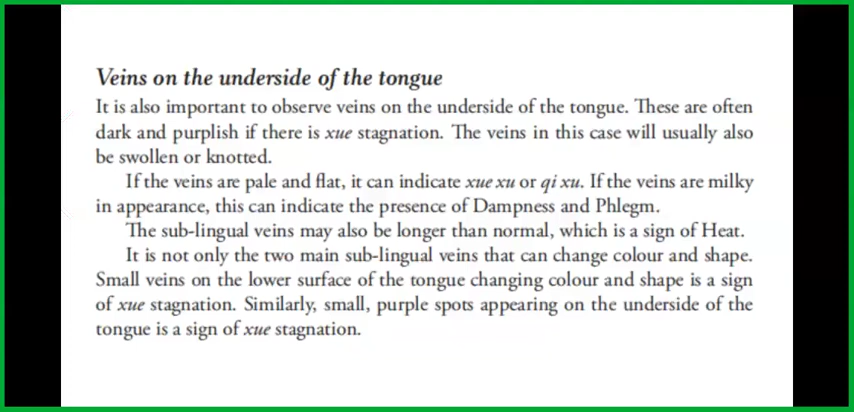 Veins on the underside of the tongue
It is also important to observe veins on the underside of the tongue. These are often
dark and purplish if there is xue stagnation. The veins in this case will usually also
be swollen or knotted.
If the veins are pale and flat, it can indicate xue xu or qi xu. If the veins are milky
in appearance, this can indicate the presence of Dampness and Phlegm.
The sub-lingual veins may also be longer than normal, which is a sign of Heat.
It is not only the two main sub-lingual veins that can change colour and shape.
Small veins on the lower surface of the tongue changing colour and shape is a sign
of xue stagnation. Similarly, small, purple spots appearing on the underside of the
tongue is a sign of xue stagnation.